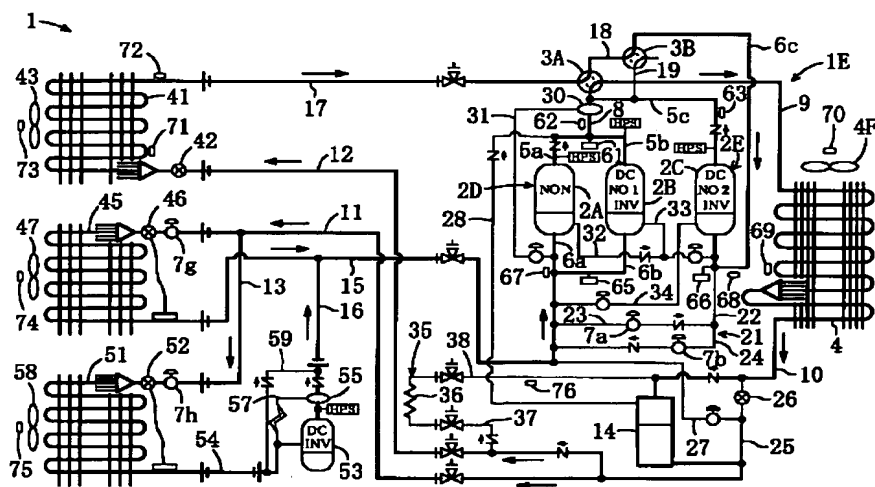 1
18
3A
3B
6c
72
19
1E
43
41
17
30
31
8
5c
63
9
62
HPS
70
4F
71
42
61
5b
HPS
2E
73
12
5a
HPS
2C
2D
NON
2A
DC
NO 1
INV
2B
DC
NO 2
INV
45
46
11
28
33
47
32
69
7g
6a
6b
67
65
66
68
13
15
34
74
16
23
22
7a
21
4
51
52
59
35
38
7b
24
10
58
7h
55
36
76
26
57
HPS
37
14
27
25
75
54
DC
INV
53